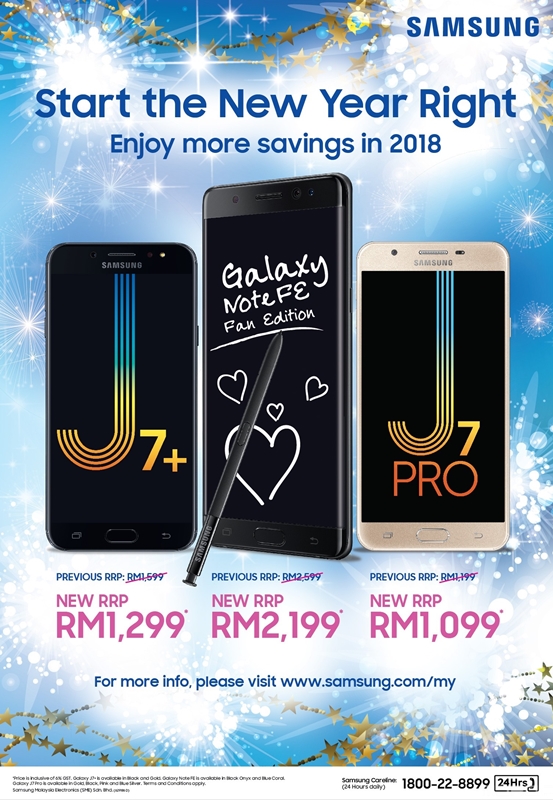 SAMSUNG
Start the New Year Right
Enjoy more savings in 2018
SAMSUNG
J7+
Galaxy
Note FE
Fan Edition
SAMSUNG
SAMSUNG
J7
PRO
PREVIOUS RRP: RM1,599
NEW RRP
RM1,299*
PREVIOUS RRP: RM2,599
NEW RRP
RM2,199*
PREVIOUS RRP: RM1,199
NEW RRP
RM1,099*
For more info, please visit www.samsung.com/my
*Price is inclusive of 6% GST. Galaxy J7+ is available in Black and Gold. Galaxy Note FE is available in Black Onyx and Blue Coral.
Galaxy J7 Pro is available in Gold, Black, Pink and Blue Silver. Terms and Conditions apply.
Samsung Malaysia Electronics (SME) Sdn. Bhd.
Samsung Careline:
(24 Hours daily)
1800-22-8899
24Hrs